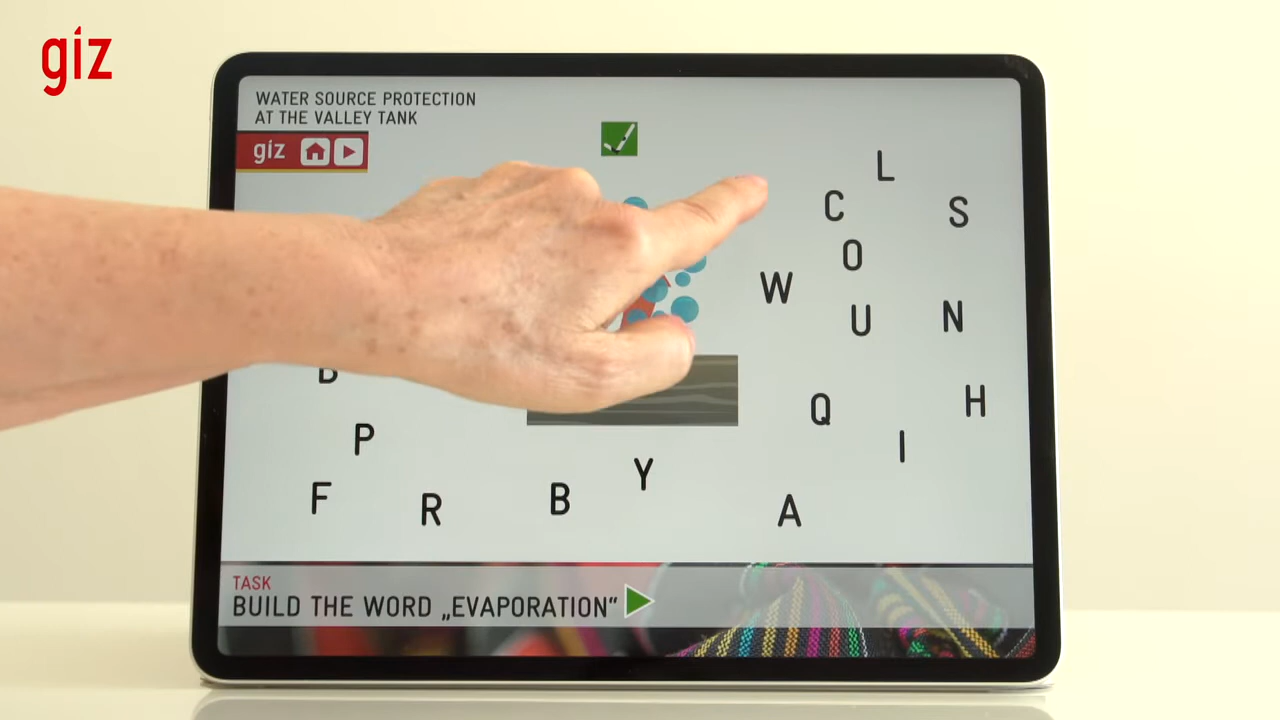 giz
WATER SOURCE PROTECTION
AT THE VALLEY TANK
giz
L
C
S
O
W
U
N
B
Q
H
P
I
Y
F
R
B
A
TASK
BUILD THE WORD „EVAPORATION“